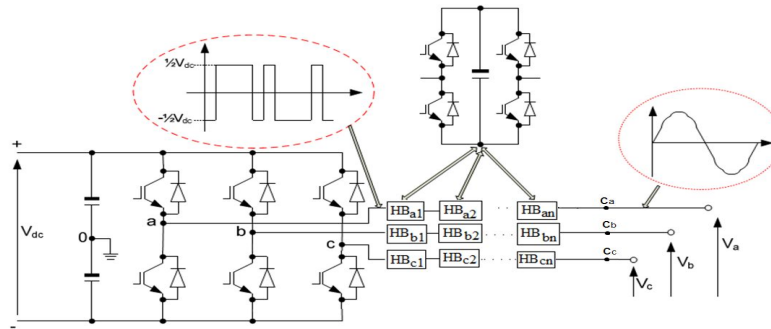 ½Vdc
-½Vdc
+
Vdc
0
a
b
c
HBa1
HBa2
HBan
Ca
HBb1
HBb2
HBbn
Cb
HBc1
HBc2
HBcn
Cc
Va
Vb
Vc
-